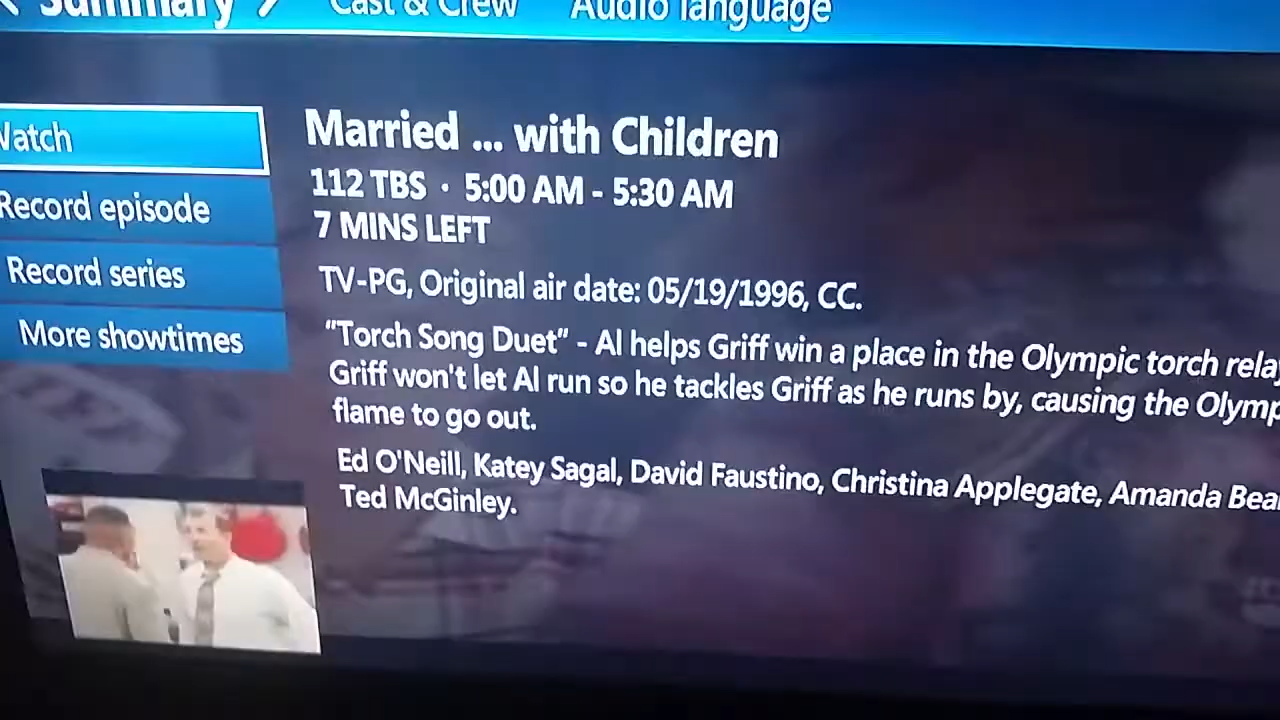 Summary
Cast & Crew
Audio language
Watch
Record episode
Record series
More showtimes
Married ... with Children
112 TBS · 5:00 AM - 5:30 AM
7 MINS LEFT
TV-PG, Original air date: 05/19/1996, CC.
"Torch Song Duet" - Al helps Griff win a place in the Olympic torch relay
Griff won't let Al run so he tackles Griff as he runs by, causing the Olymp
flame to go out.
Ed O'Neill, Katey Sagal, David Faustino, Christina Applegate, Amanda Bea
Ted McGinley.